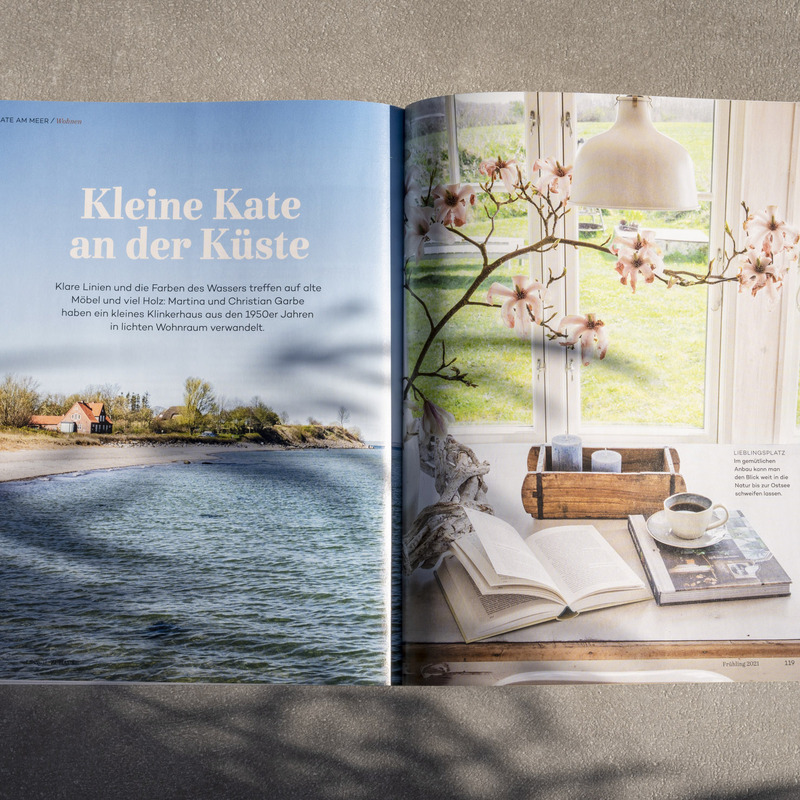 ATE AM MEER / Wohnen
Kleine Kate
an der Küste
Klare Linien und die Farben des Wassers treffen auf alte
Möbel und viel Holz: Martina und Christian Garbe
haben ein kleines Klinkerhaus aus den 1950er Jahren
in lichten Wohnraum verwandelt.
LIEBLINGSPLATZ
Im gemütlichen
Anbau kann man
den Blick weit in die
Natur bis zur Ostsee
schweifen lassen.
Frühling 2021
119